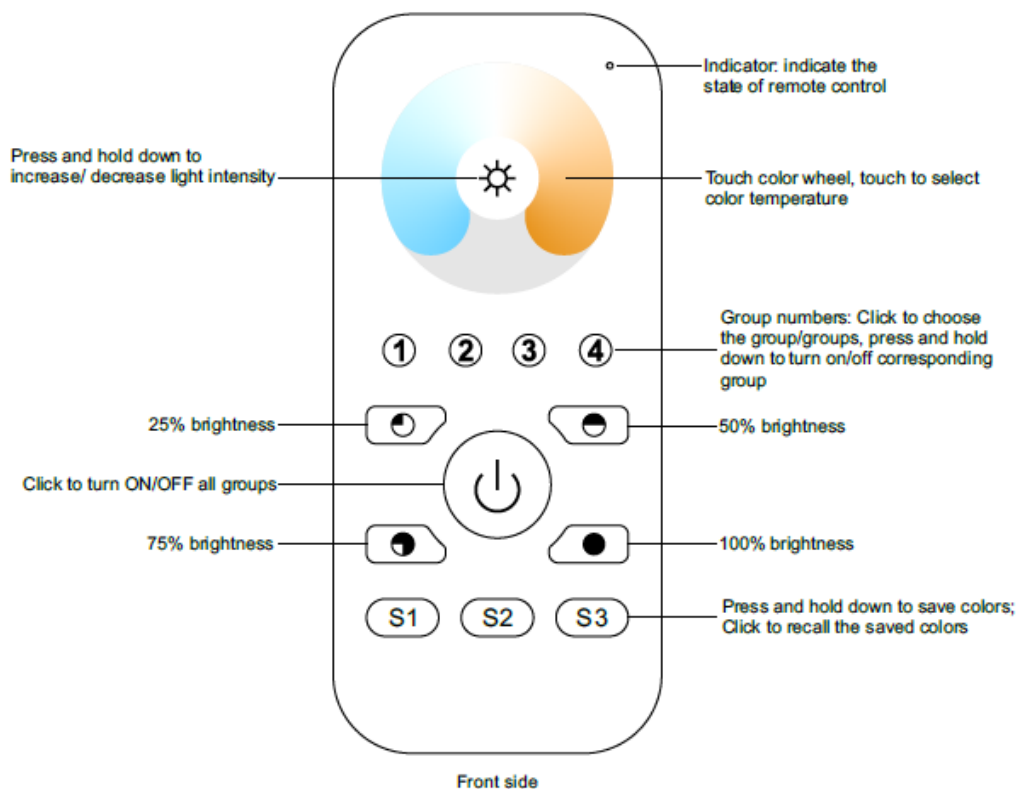 Indicator: indicate the
state of remote control
Press and hold down to
increase/ decrease light intensity
Touch color wheel, touch to select
color temperature
Group numbers: Click to choose
the group/groups, press and hold
down to turn on/off corresponding
group
1 2 3 4
25% brightness
50% brightness
Click to turn ON/OFF all groups
75% brightness
100% brightness
S1 S2 S3
Press and hold down to save colors;
Click to recall the saved colors
Front side